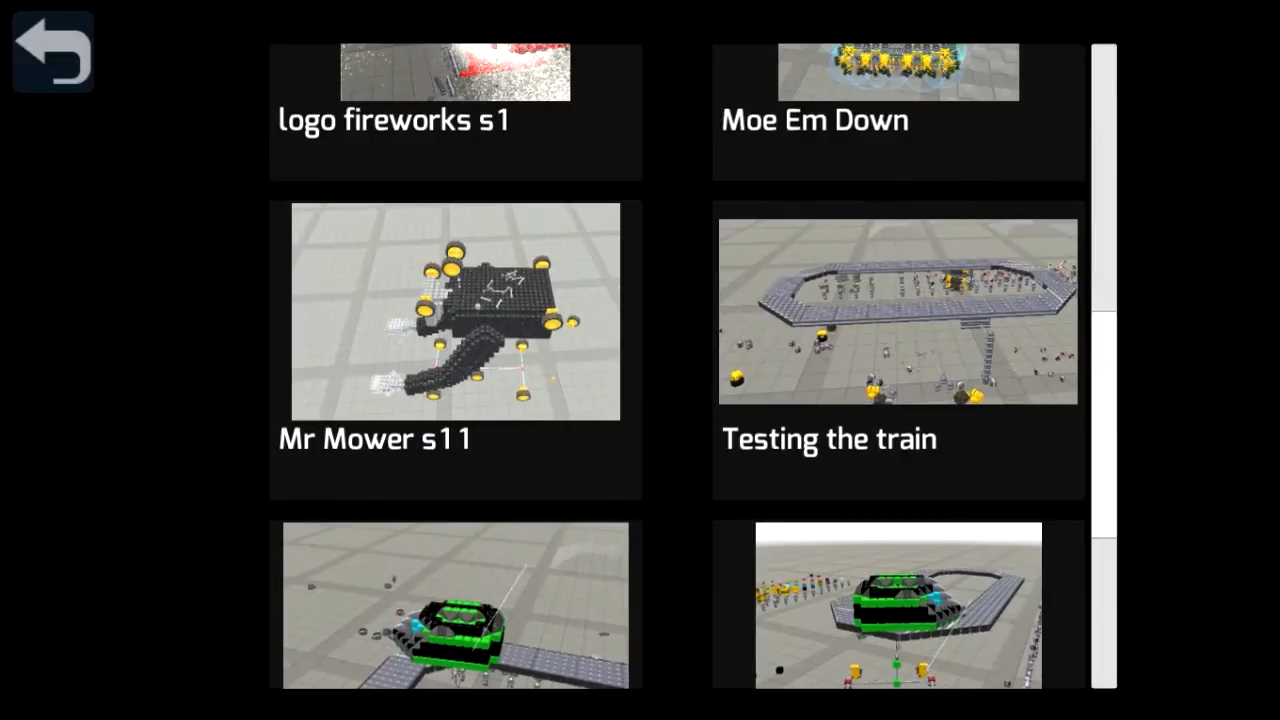 logo fireworks s1
Moe Em Down
Mr Mower s11
Testing the train